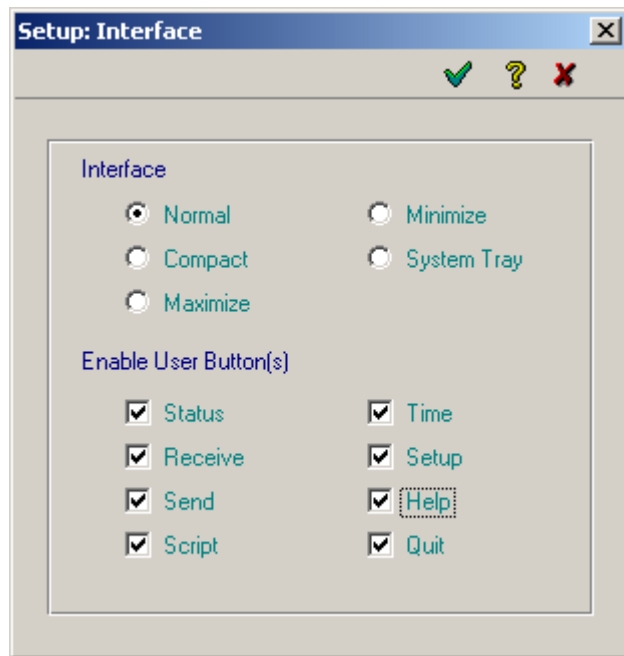 Setup: Interface
Interface
Normal Minimize
Compact System Tray
Maximize
Enable User Button(s)
Status Time
Receive Setup
Send Help
Script Quit